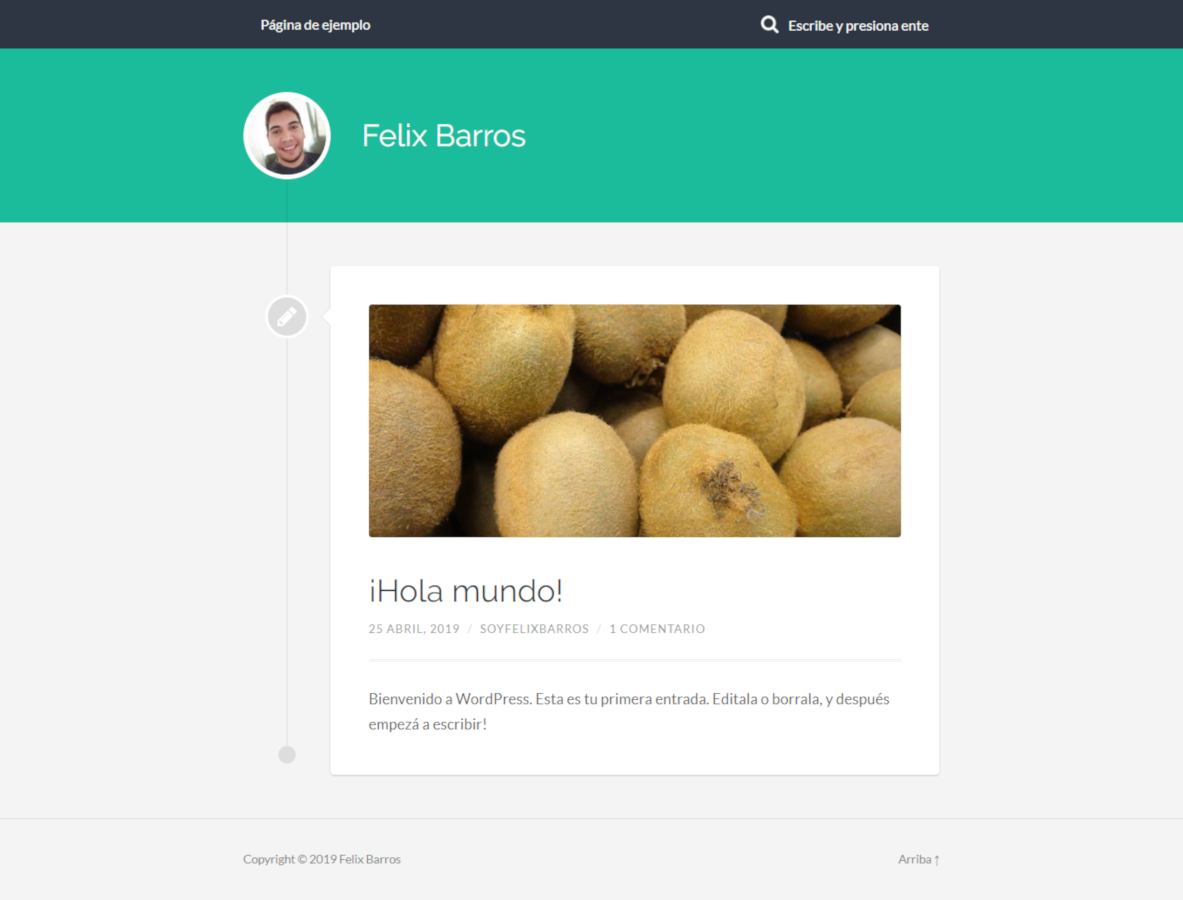 Página de ejemplo
Escribe y presiona ente
Felix Barros
¡Hola mundo!
25 ABRIL, 2019 / SOYFELIXBARROS / 1 COMENTARIO
Bienvenido a WordPress. Esta es tu primera entrada. Editala o borrala, y después
empezá a escribir!
Copyright © 2019 Felix Barros
Arriba ↑